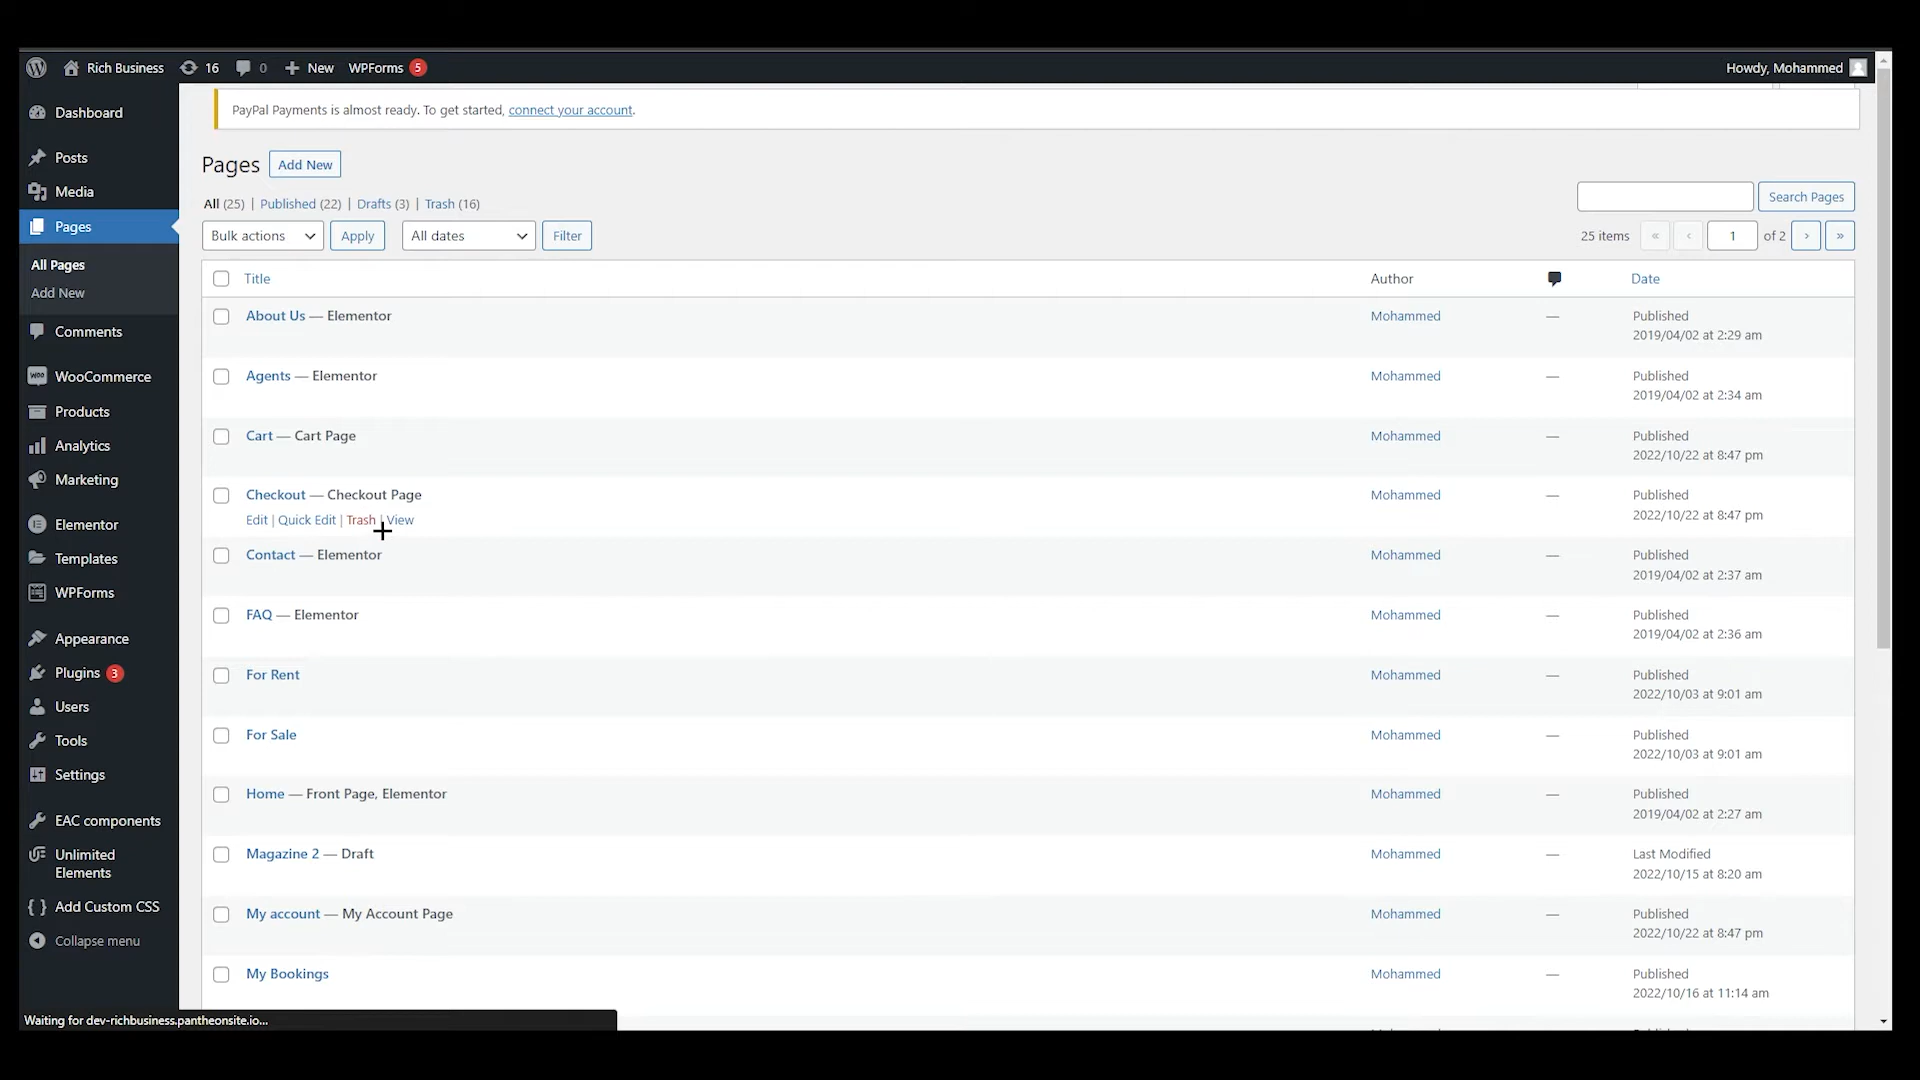 Rich Business 16 0 New WPForms 5 Howdy, Mohammed
Dashboard
Posts
Media
Pages
All Pages
Add New
Comments
WooCommerce
Products
Analytics
Marketing
Elementor
Templates
WPForms
Appearance
Plugins 3
Users
Tools
Settings
EAC components
Unlimited
Elements
Add Custom CSS
Collapse menu
PayPal Payments is almost ready. To get started, connect your account.
Pages Add New
All (25) | Published (22) | Drafts (3) | Trash (16)
Search Pages
Bulk actions Apply All dates Filter 25 items « ‹ 1 of 2 › »
Title Author Date
About Us — Elementor Mohammed — Published
2019/04/02 at 2:29 am
Agents — Elementor Mohammed — Published
2019/04/02 at 2:34 am
Cart — Cart Page Mohammed — Published
2022/10/22 at 8:47 pm
Checkout — Checkout Page Mohammed — Published
Edit | Quick Edit | Trash | View 2022/10/22 at 8:47 pm
Contact — Elementor Mohammed — Published
2019/04/02 at 2:37 am
FAQ — Elementor Mohammed — Published
2019/04/02 at 2:36 am
For Rent Mohammed — Published
2022/10/03 at 9:01 am
For Sale Mohammed — Published
2022/10/03 at 9:01 am
Home — Front Page, Elementor Mohammed — Published
2019/04/02 at 2:27 am
Magazine 2 — Draft Mohammed — Last Modified
2022/10/15 at 8:20 am
My account — My Account Page Mohammed — Published
2022/10/22 at 8:47 pm
My Bookings Mohammed — Published
2022/10/16 at 11:14 am
Waiting for dev-richbusiness.pantheonsite.io...